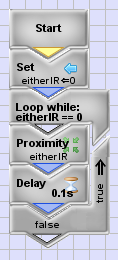 Start
Set
eitherIR⇐0
Loop while:
eitherIR == 0
Proximity
eitherIR
Delay
0.1s
true
false